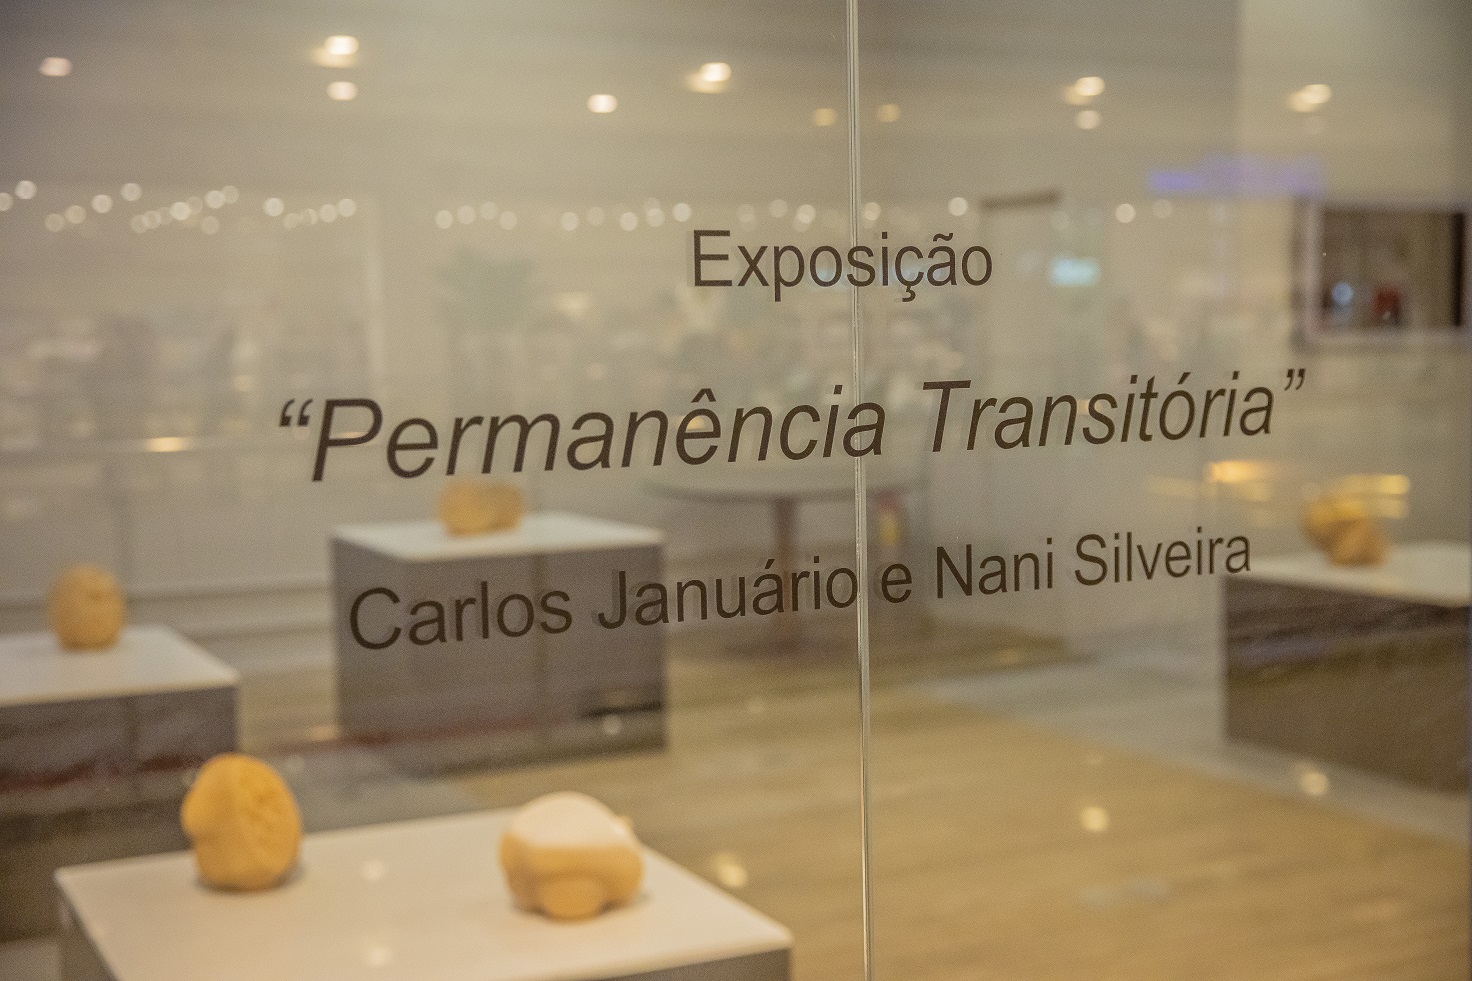 Exposição
“Permanência Transitória”
Carlos Januário e Nani Silveira